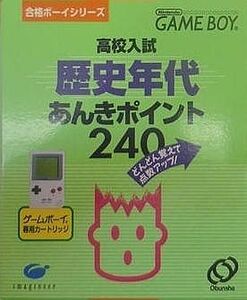 合格ボーイシリーズ
Nintendo
GAME BOY
高校入試
歴史年代
あんきポイント
240
どんどん覚えて
点数アップ!
ゲームボーイ
専用カートリッジ
imagineer
Obunsha